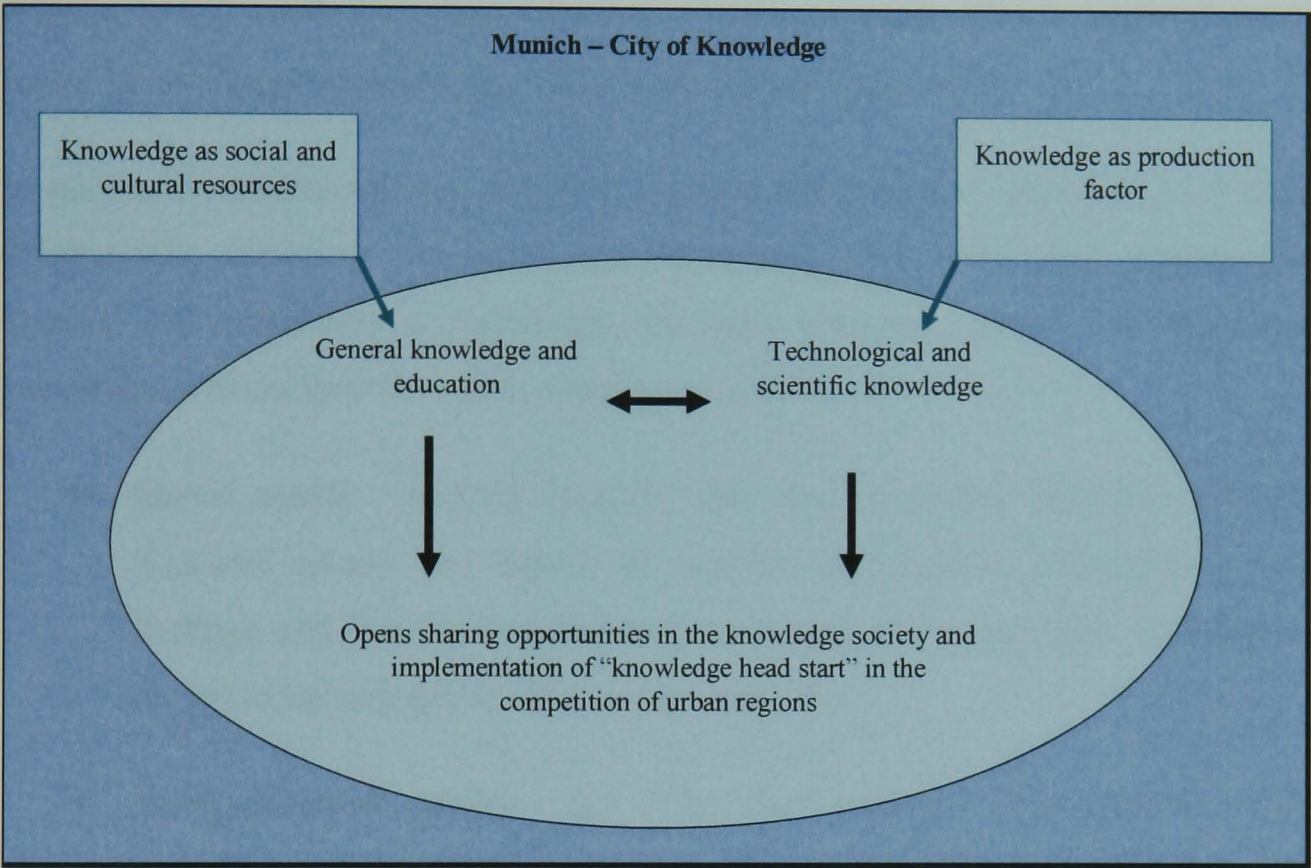 Munich – City of Knowledge
Knowledge as social and
cultural resources
Knowledge as production
factor
General knowledge and
education
Technological and
scientific knowledge
Opens sharing opportunities in the knowledge society and
implementation of “knowledge head start” in the
competition of urban regions